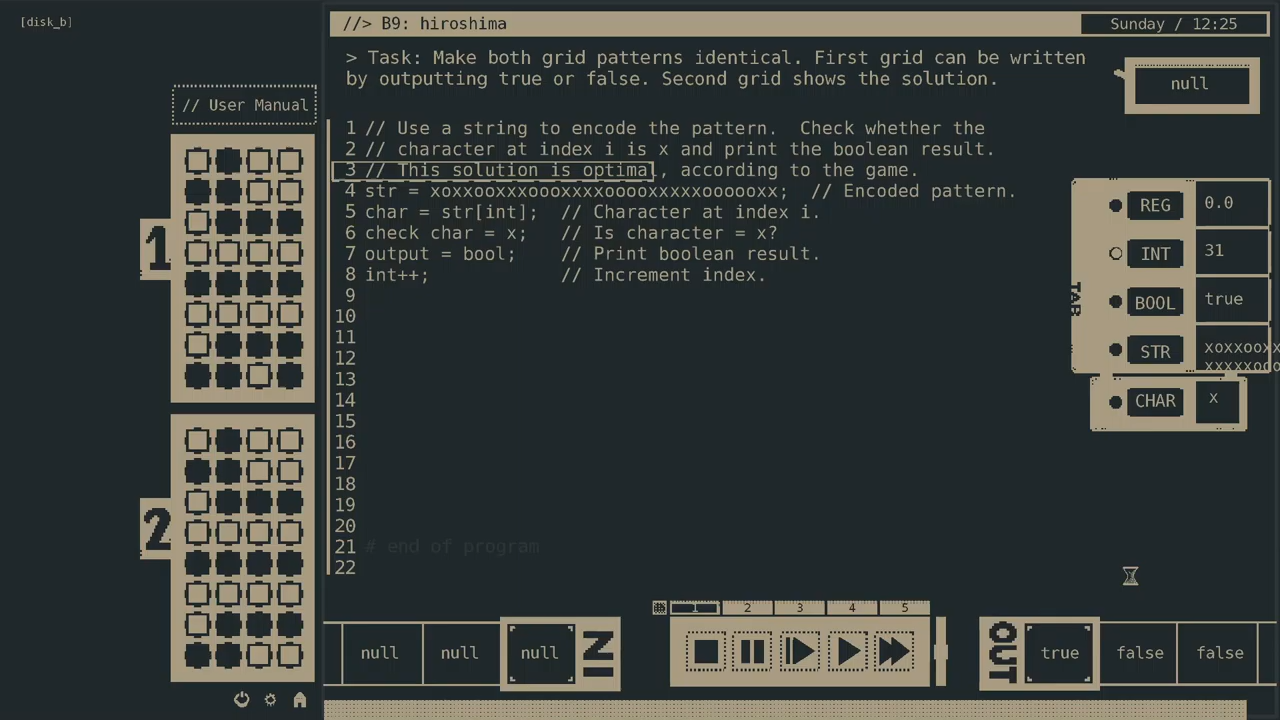 [disk_b]
//> B9: hiroshima
Sunday / 12:25
> Task: Make both grid patterns identical. First grid can be written
by outputting true or false. Second grid shows the solution.
null
// User Manual
1
2
1 // Use a string to encode the pattern.  Check whether the
2 // character at index i is x and print the boolean result.
3 // This solution is optimal, according to the game.
4 str = xoxxooxxxoooxxxxooooxxxxxoooooxx;  // Encoded pattern.
5 char = str[int];  // Character at index i.
6 check char = x;   // Is character = x?
7 output = bool;    // Print boolean result.
8 int++;            // Increment index.
9
10
11
12
13
14
15
16
17
18
19
20
21 # end of program
22
TAB
REG 0.0
INT 31
BOOL true
STR xoxxooxx
xxxxxooo
CHAR x
1 2 3 4 5
null null null IN
OUT true false false